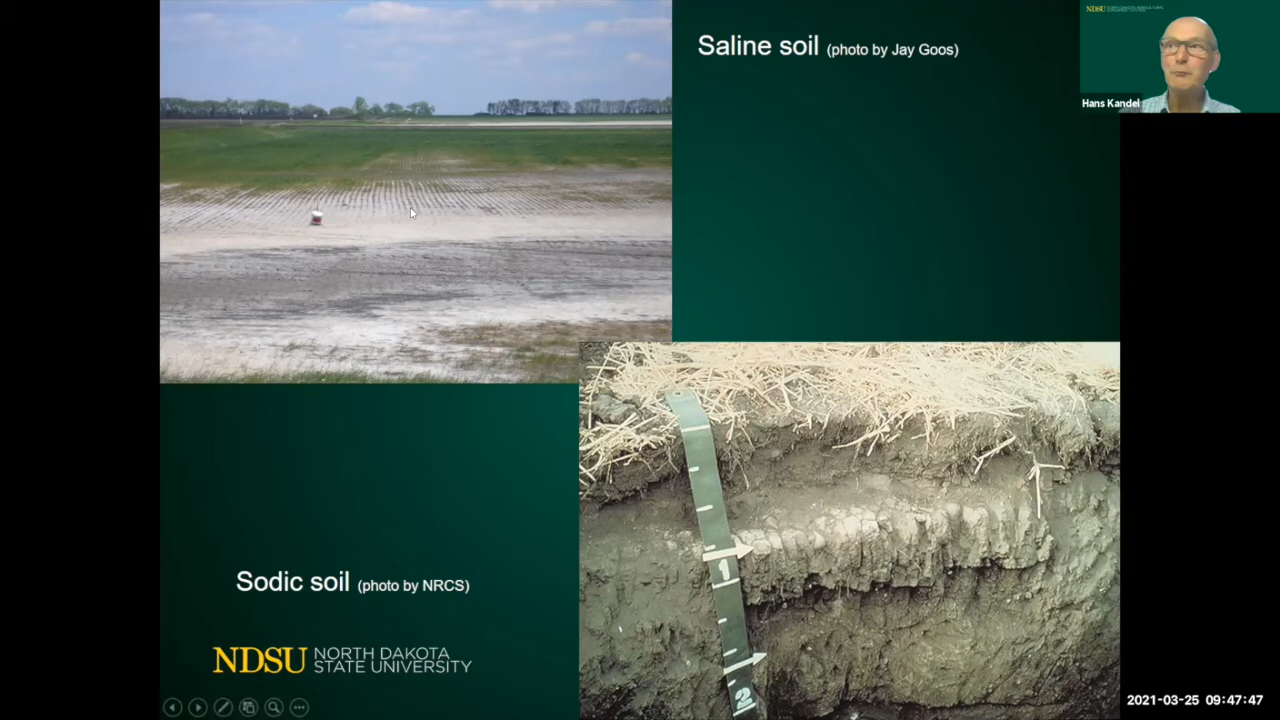 Saline soil (photo by Jay Goos)
NDSU
Hans Kandel
1
2
Sodic soil (photo by NRCS)
NDSU NORTH DAKOTA
STATE UNIVERSITY
2021-03-25 09:47:47